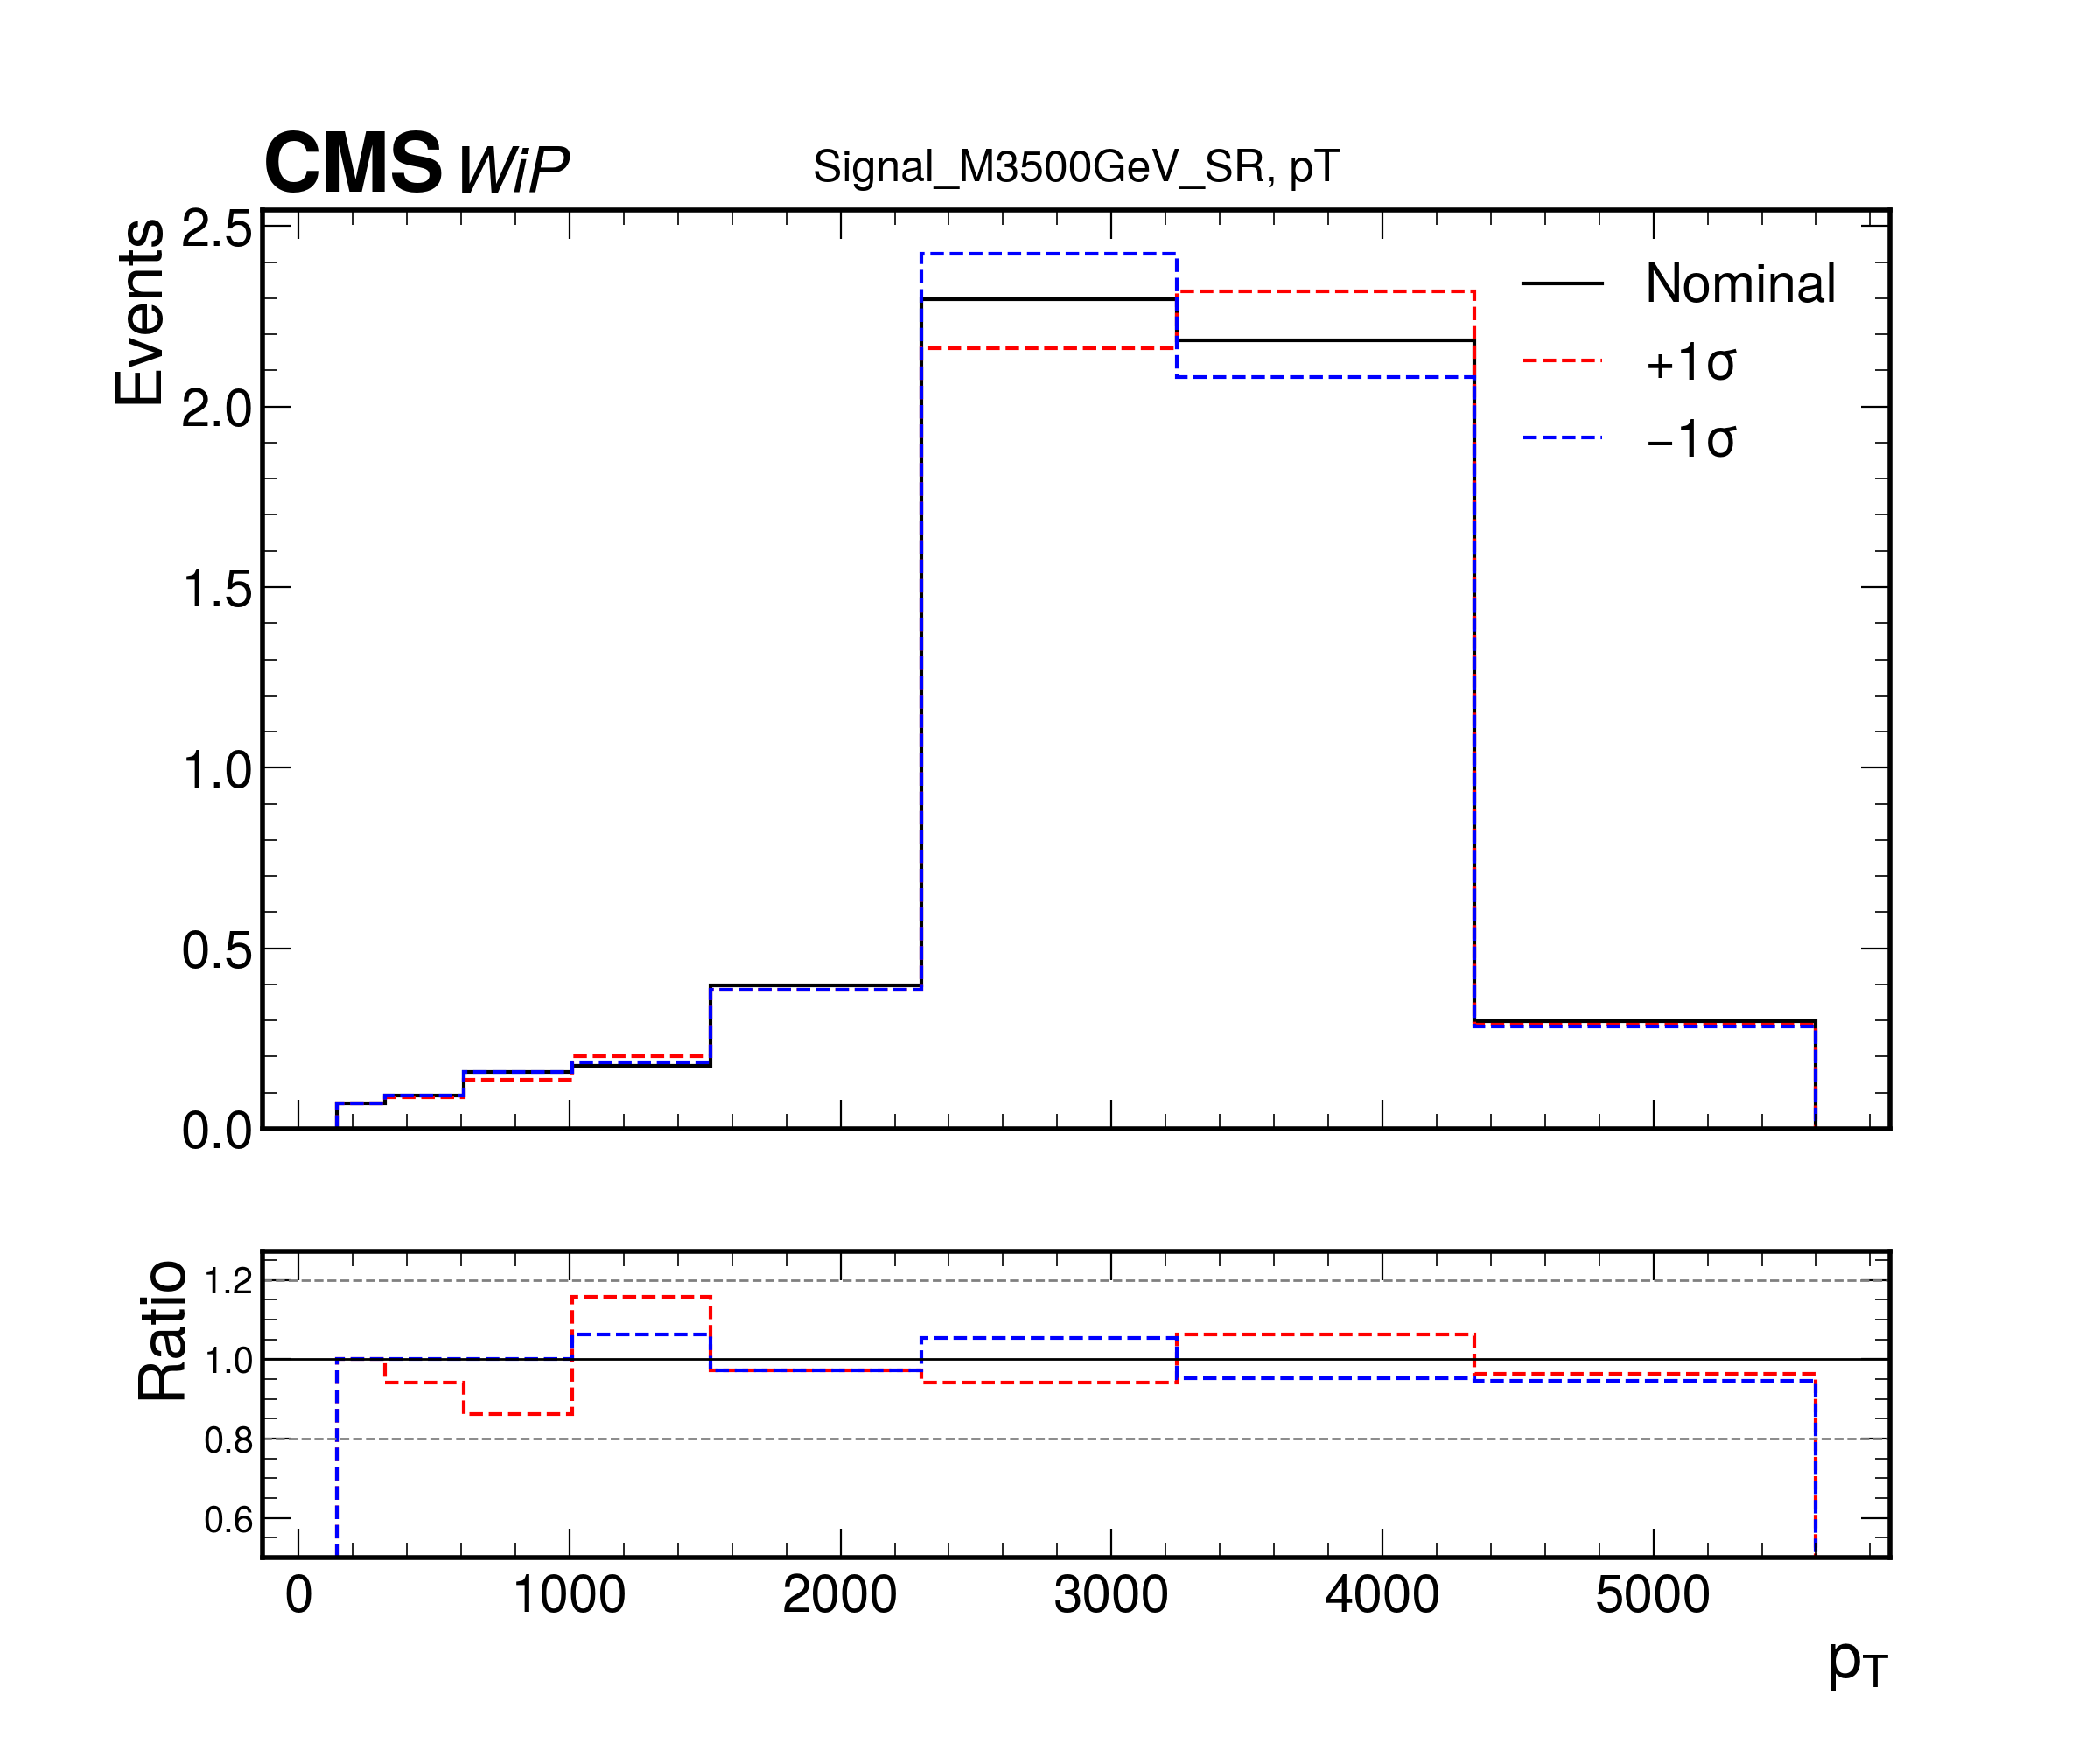 CMS WiP
Signal_M3500GeV_SR, pT
Events
2.5
2.0
1.5
1.0
0.5
0.0
Nominal
+1σ
−1σ
Ratio
1.2
1.0
0.8
0.6
0 1000 2000 3000 4000 5000
pT